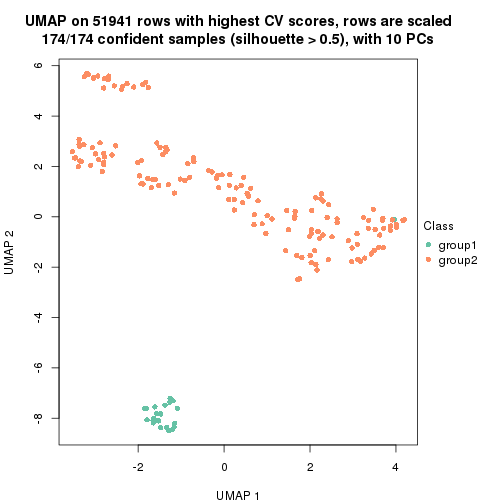 UMAP on 51941 rows with highest CV scores, rows are scaled
174/174 confident samples (silhouette > 0.5), with 10 PCs
6
4
2
0
-2
-4
-6
-8
UMAP 2
-2
0
2
4
UMAP 1
Class
group1
group2